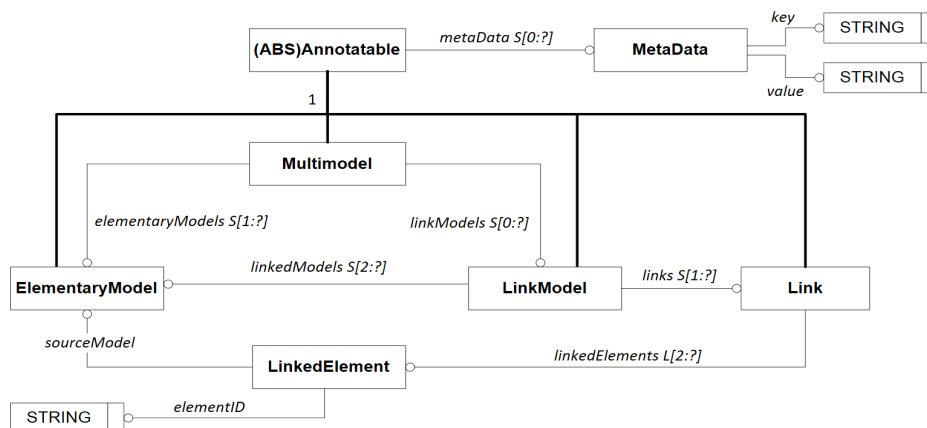 key
(ABS)Annotatable
metaData S[0:?]
MetaData
STRING
STRING
value
1
Multimodel
elementaryModels S[1:?]
linkModels S[0:?]
linkedModels S[2:?]
ElementaryModel
LinkModel
links S[1:?]
Link
sourceModel
LinkedElement
linkedElements L[2:?]
STRING
elementID